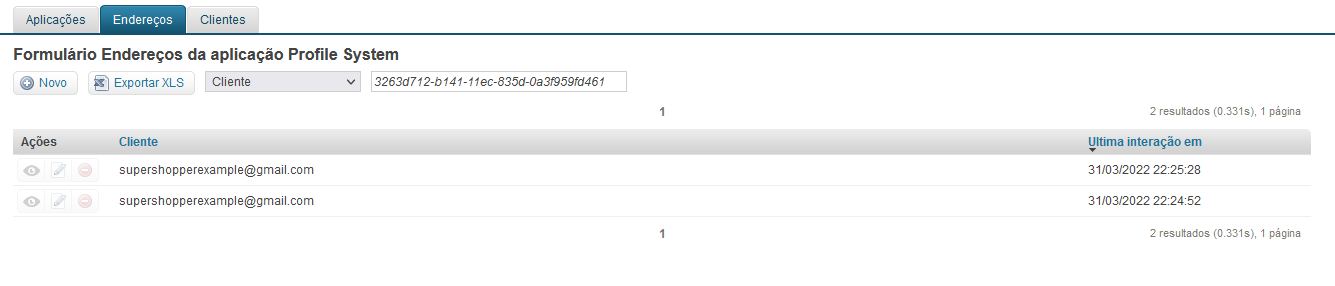 Aplicações Endereços Clientes
Formulário Endereços da aplicação Profile System
Novo Exportar XLS Cliente 3263d712-b141-11ec-835d-0a3f959fd461
1 2 resultados (0.331s), 1 página
Ações Cliente Ultima interação em
supershopperexample@gmail.com 31/03/2022 22:25:28
supershopperexample@gmail.com 31/03/2022 22:24:52
1 2 resultados (0.331s), 1 página